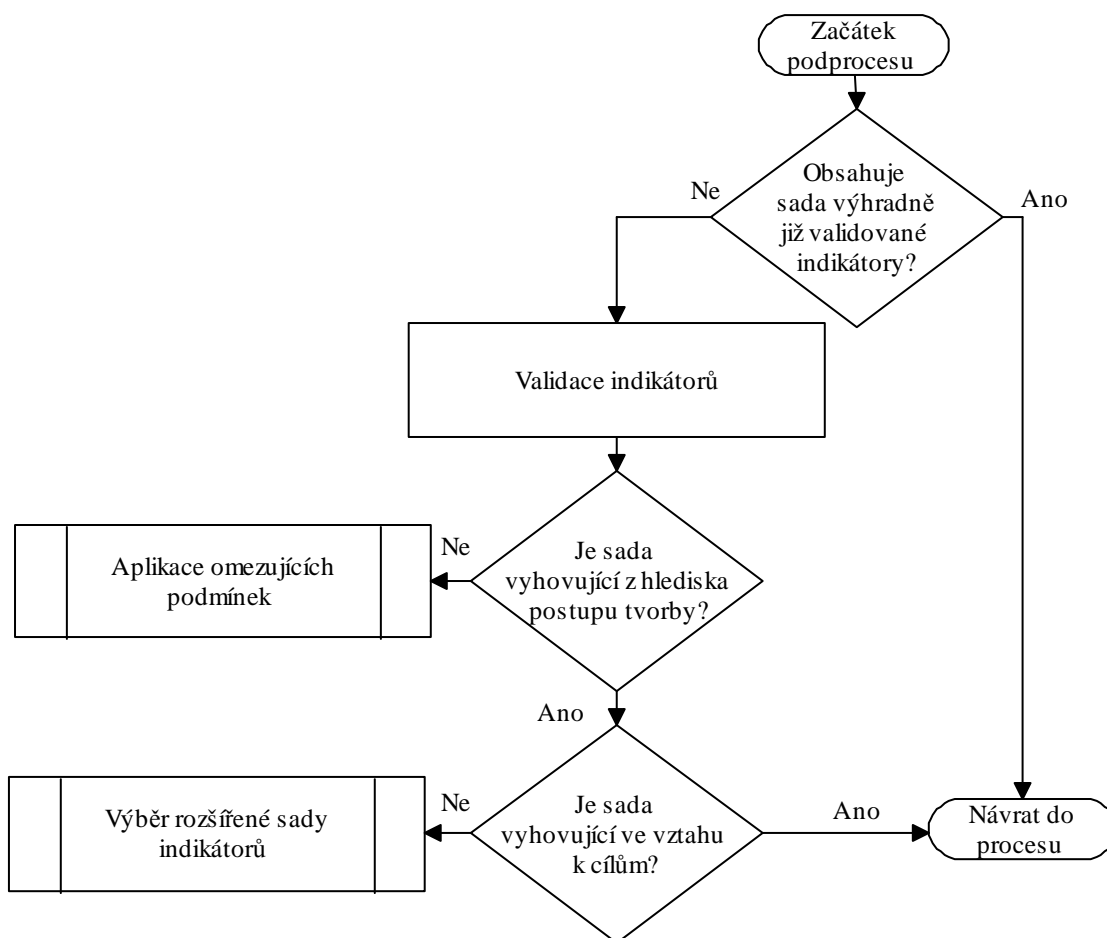 Začátek
podprocesu
Obsahuje
sada výhradně
již validované
indikátory?
Ne
Ano
Validace indikátorů
Je sada
vyhovující z hlediska
postupu tvorby?
Ne
Aplikace omezujících
podmínek
Ano
Je sada
vyhovující ve vztahu
k cílům?
Ne
Ano
Výběr rozšířené sady
indikátorů
Návrat do
procesu